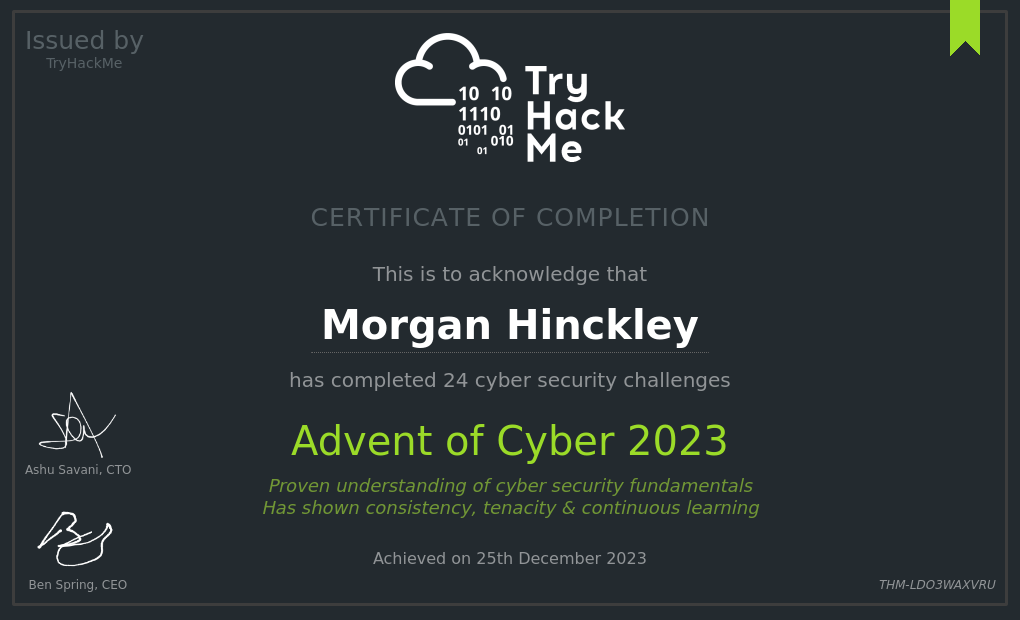 Issued by
TryHackMe
10 10
1110
0101 01
01 010
01
Try
Hack
Me
CERTIFICATE OF COMPLETION
This is to acknowledge that
Morgan Hinckley
has completed 24 cyber security challenges
Advent of Cyber 2023
Proven understanding of cyber security fundamentals
Has shown consistency, tenacity & continuous learning
Achieved on 25th December 2023
Ashu Savani, CTO
Ben Spring, CEO
THM-LDO3WAXVRU